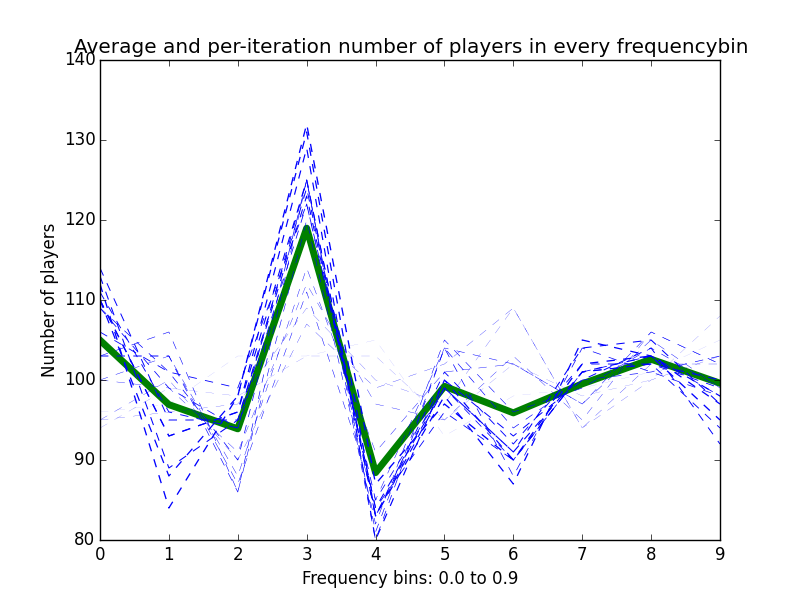 Average and per-iteration number of players in every frequencybin
140
130
120
110
100
90
80
Number of players
0 1 2 3 4 5 6 7 8 9
Frequency bins: 0.0 to 0.9